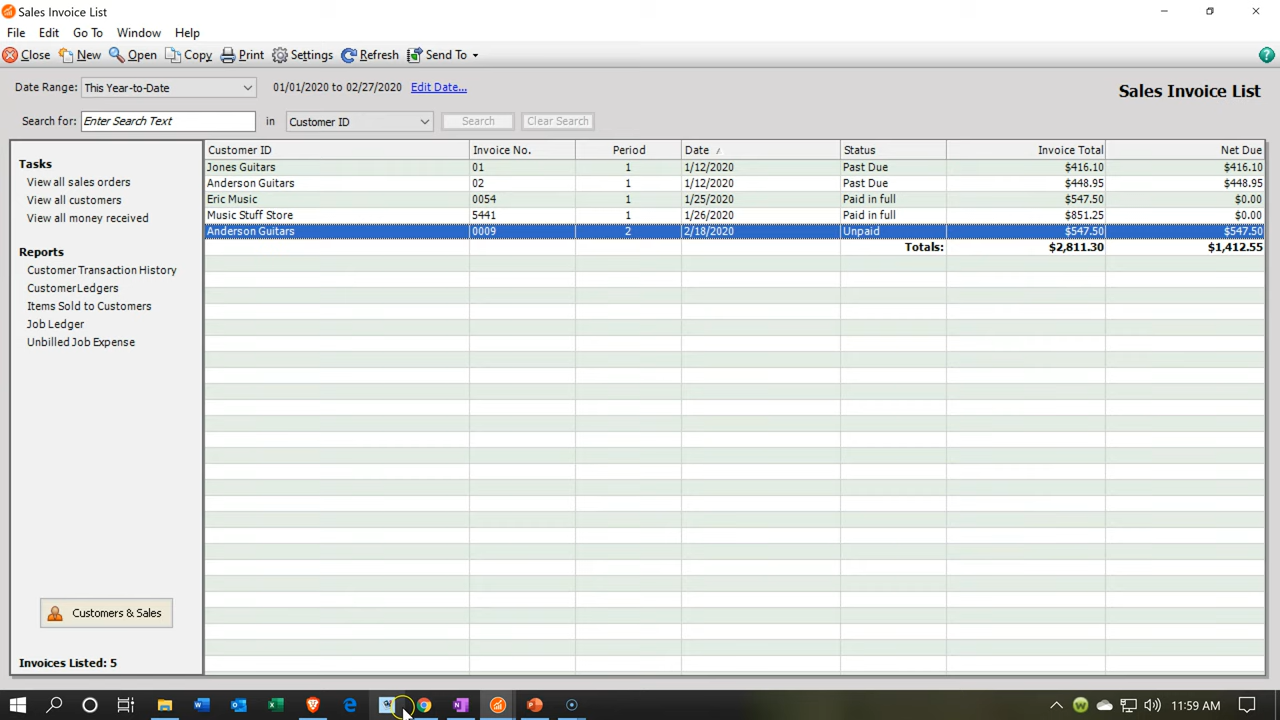 Sales Invoice List
File Edit Go To Window Help
Close New Open Copy Print Settings Refresh Send To
Date Range: This Year-to-Date 01/01/2020 to 02/27/2020 Edit Date... Sales Invoice List
Search for: Enter Search Text in Customer ID Search Clear Search
Tasks
View all sales orders
View all customers
View all money received
Reports
Customer Transaction History
CustomerLedgers
Items Sold to Customers
Job Ledger
Unbilled Job Expense
Customers & Sales
Invoices Listed: 5
Customer ID Invoice No. Period Date Status Invoice Total Net Due
Jones Guitars 01 1 1/12/2020 Past Due $416.10 $416.10
Anderson Guitars 02 1 1/12/2020 Past Due $448.95 $448.95
Eric Music 0054 1 1/25/2020 Paid in full $547.50 $0.00
Music Stuff Store 5441 1 1/26/2020 Paid in full $851.25 $0.00
Anderson Guitars 0009 2 2/18/2020 Unpaid $547.50 $547.50
Totals: $2,811.30 $1,412.55
11:59 AM